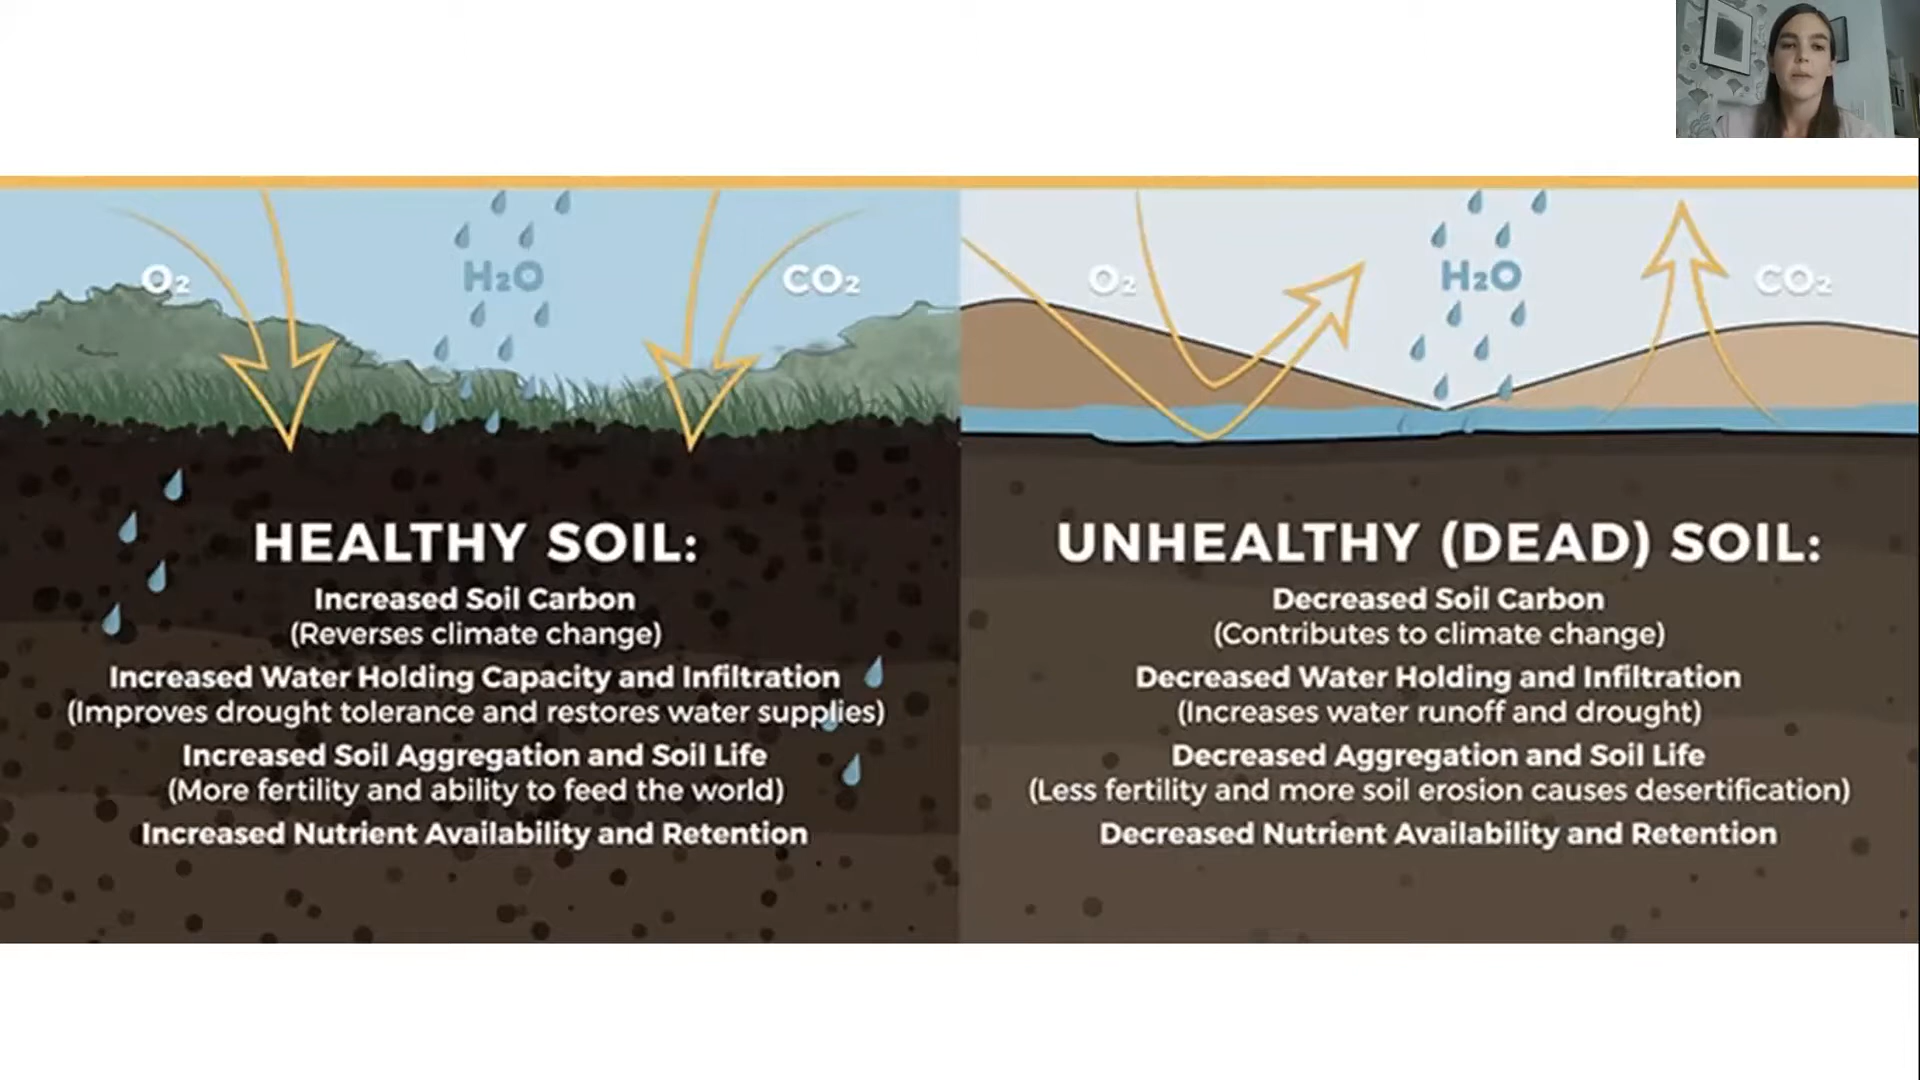 O₂
H₂O
CO₂
HEALTHY SOIL:
Increased Soil Carbon
(Reverses climate change)
Increased Water Holding Capacity and Infiltration
(Improves drought tolerance and restores water supplies)
Increased Soil Aggregation and Soil Life
(More fertility and ability to feed the world)
Increased Nutrient Availability and Retention
O₂
H₂O
CO₂
UNHEALTHY (DEAD) SOIL:
Decreased Soil Carbon
(Contributes to climate change)
Decreased Water Holding and Infiltration
(Increases water runoff and drought)
Decreased Aggregation and Soil Life
(Less fertility and more soil erosion causes desertification)
Decreased Nutrient Availability and Retention